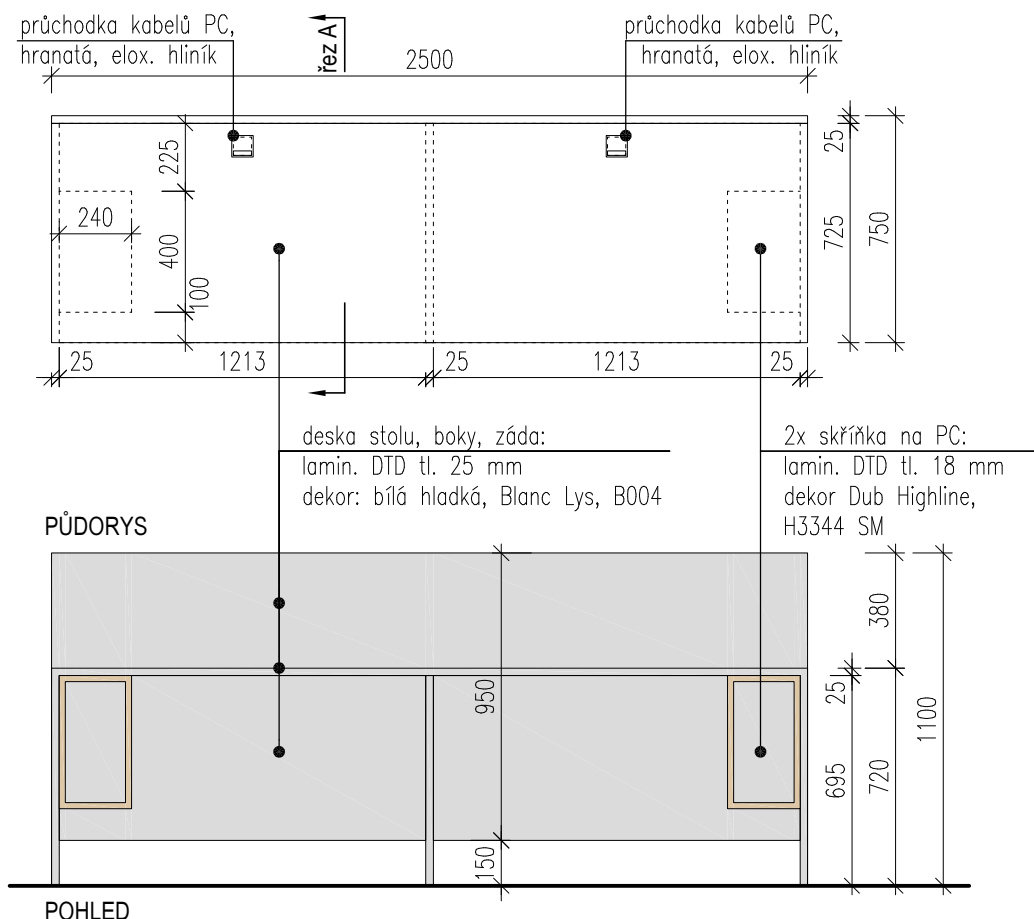 průchodka kabelů PC,
hranatá, elox. hliník
řez A
průchodka kabelů PC,
hranatá, elox. hliník
2500
225
25
240
400
725
750
100
25
1213
25
1213
25
deska stolu, boky, záda:
lamin. DTD tl. 25 mm
dekor: bílá hladká, Blanc Lys, B004
2x skříňka na PC:
lamin. DTD tl. 18 mm
dekor Dub Highline,
H3344 SM
PŮDORYS
380
950
25
1100
695
720
150
POHLED